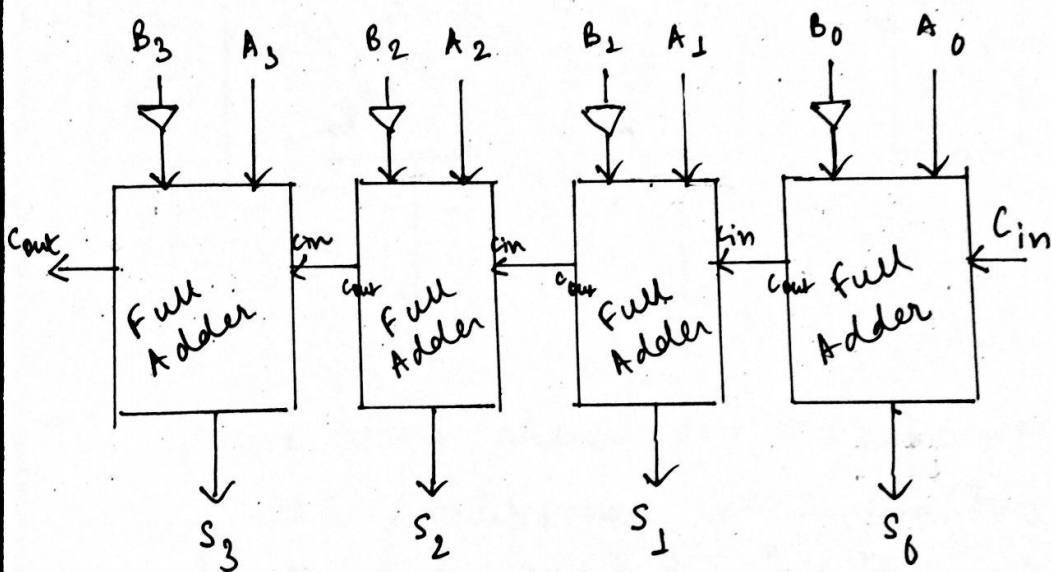 B3 A3 B2 A2 B1 A1 B0 A0
Cout Cin Cout Cin Cout Cin Cout Cin
Full Adder
Full Adder
Full Adder
Full Adder
S3 S2 S1 S0